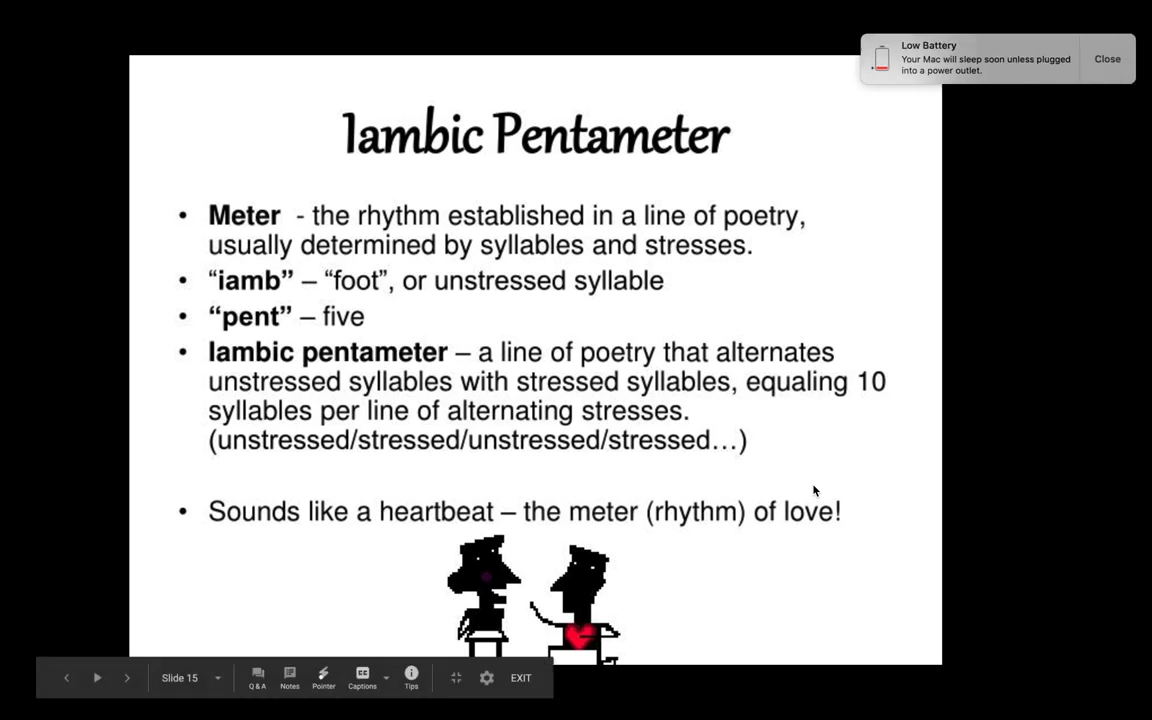 Low Battery
Your Mac will sleep soon unless plugged
into a power outlet.
Close
Iambic Pentameter
• Meter - the rhythm established in a line of poetry,
usually determined by syllables and stresses.
• “iamb” – “foot”, or unstressed syllable
• “pent” – five
• Iambic pentameter – a line of poetry that alternates
unstressed syllables with stressed syllables, equaling 10
syllables per line of alternating stresses.
(unstressed/stressed/unstressed/stressed…)
• Sounds like a heartbeat – the meter (rhythm) of love!
Slide 15
Q & A
Notes
Pointer
Captions
Tips
EXIT